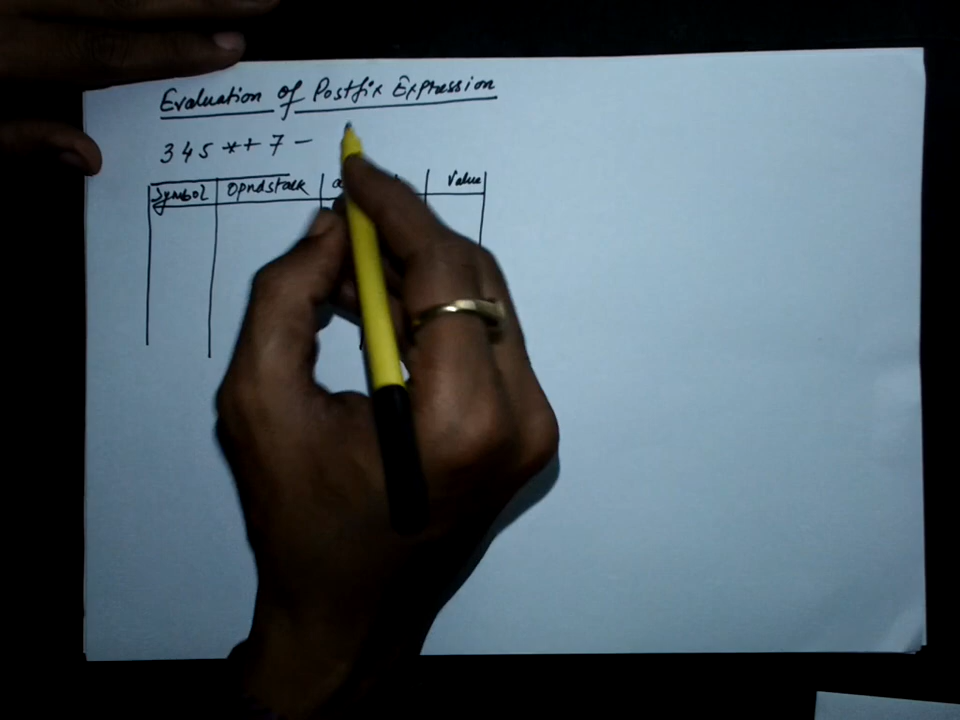 Evaluation of Postfix Expression
3 4 5 * + 7 -
Symbol Opndstack Value